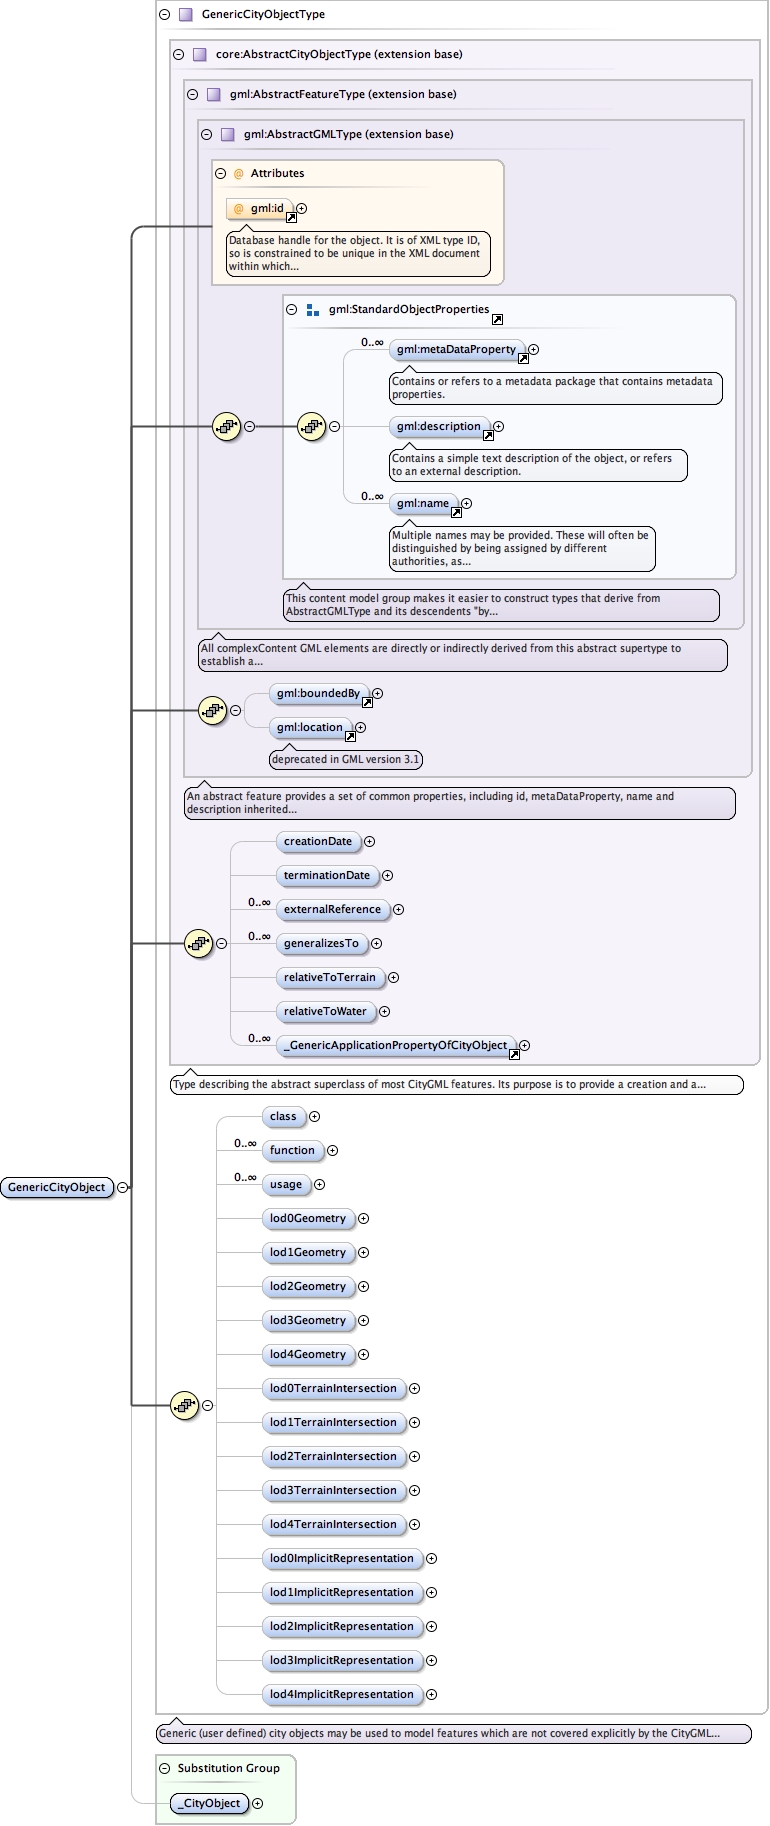 GenericCityObjectType
core:AbstractCityObjectType (extension base)
gml:AbstractFeatureType (extension base)
gml:AbstractGMLType (extension base)
@ Attributes
@ gml:id
Database handle for the object. It is of XML type ID,
so is constrained to be unique in the XML document
within which...
gml:StandardObjectProperties
0..∞
gml:metaDataProperty
Contains or refers to a metadata package that contains metadata
properties.
gml:description
Contains a simple text description of the object, or refers
to an external description.
0..∞
gml:name
Multiple names may be provided. These will often be
distinguished by being assigned by different
authorities, as...
This content model group makes it easier to construct types that derive from
AbstractGMLType and its descendents "by...
All complexContent GML elements are directly or indirectly derived from this abstract supertype to
establish a...
gml:boundedBy
gml:location
deprecated in GML version 3.1
An abstract feature provides a set of common properties, including id, metaDataProperty, name and
description inherited...
creationDate
terminationDate
0..∞
externalReference
0..∞
generalizesTo
relativeToTerrain
relativeToWater
0..∞
_GenericApplicationPropertyOfCityObject
Type describing the abstract superclass of most CityGML features. Its purpose is to provide a creation and a...
class
0..∞
function
0..∞
usage
GenericCityObject
lod0Geometry
lod1Geometry
lod2Geometry
lod3Geometry
lod4Geometry
lod0TerrainIntersection
lod1TerrainIntersection
lod2TerrainIntersection
lod3TerrainIntersection
lod4TerrainIntersection
lod0ImplicitRepresentation
lod1ImplicitRepresentation
lod2ImplicitRepresentation
lod3ImplicitRepresentation
lod4ImplicitRepresentation
Generic (user defined) city objects may be used to model features which are not covered explicitly by the CityGML...
Substitution Group
_CityObject